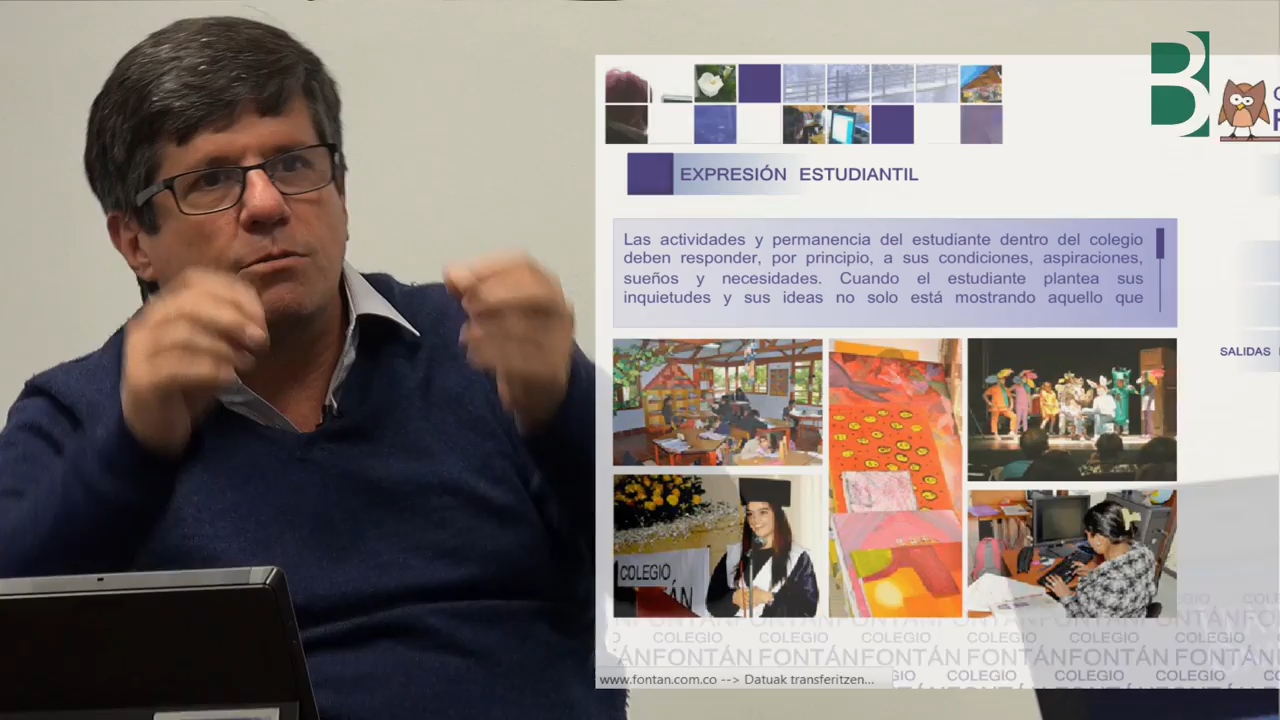 B
EXPRESIÓN ESTUDIANTIL
Las actividades y permanencia del estudiante dentro del colegio
deben responder, por principio, a sus condiciones, aspiraciones,
sueños y necesidades. Cuando el estudiante plantea sus
inquietudes y sus ideas no solo está mostrando aquello que
SALIDAS
COLEGIO
FONTÁN
COLEGIO COLEGIO COLEGIO COLEGIO COLEGIO COLEGIO
FONTÁN FONTÁN FONTÁN FONTÁN FONTÁN FONTÁN
www.fontan.com.co --> Datuak transferitzen...
COLEGIO COLEGIO COLEGIO